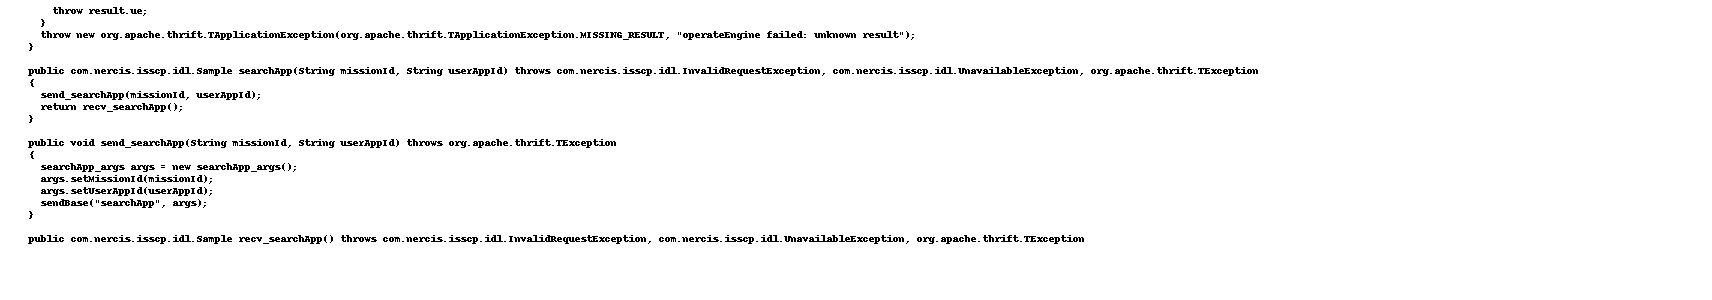 throw result.ue;
}
throw new org.apache.thrift.TApplicationException(org.apache.thrift.TApplicationException.MISSING_RESULT, "operateEngine failed: unknown result");
}
public com.nercis.isscp.idl.Sample searchApp(String missionId, String userAppId) throws com.nercis.isscp.idl.InvalidRequestException, com.nercis.isscp.idl.UnavailableException, org.apache.thrift.TException
{
send_searchApp(missionId, userAppId);
return recv_searchApp();
}
public void send_searchApp(String missionId, String userAppId) throws org.apache.thrift.TException
{
searchApp_args args = new searchApp_args();
args.setMissionId(missionId);
args.setUserAppId(userAppId);
sendBase("searchApp", args);
}
public com.nercis.isscp.idl.Sample recv_searchApp() throws com.nercis.isscp.idl.InvalidRequestException, com.nercis.isscp.idl.UnavailableException, org.apache.thrift.TException